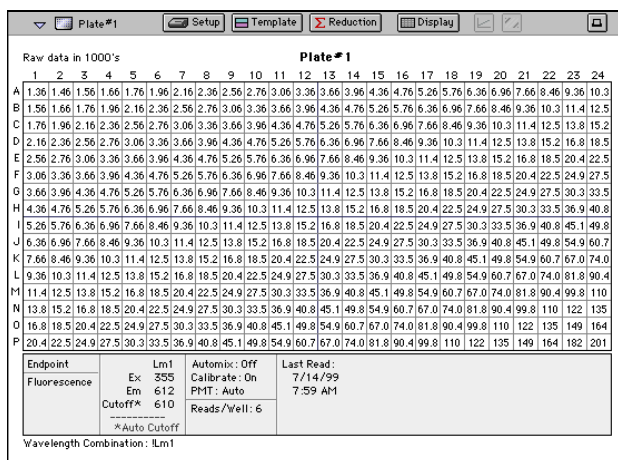 Plate#1 Setup Template Reduction Display
Raw data in 1000's Plate#1
1 2 3 4 5 6 7 8 9 10 11 12 13 14 15 16 17 18 19 20 21 22 23 24
A 1.36 1.46 1.56 1.66 1.76 1.96 2.16 2.36 2.56 2.76 3.06 3.36 3.66 3.96 4.36 4.76 5.26 5.76 6.36 6.96 7.66 8.46 9.36 10.3
B 1.56 1.66 1.76 1.96 2.16 2.36 2.56 2.76 3.06 3.36 3.66 3.96 4.36 4.76 5.26 5.76 6.36 6.96 7.66 8.46 9.36 10.3 11.4 12.5
C 1.76 1.96 2.16 2.36 2.56 2.76 3.06 3.36 3.66 3.96 4.36 4.76 5.26 5.76 6.36 6.96 7.66 8.46 9.36 10.3 11.4 12.5 13.8 15.2
D 2.16 2.36 2.56 2.76 3.06 3.36 3.66 3.96 4.36 4.76 5.26 5.76 6.36 6.96 7.66 8.46 9.36 10.3 11.4 12.5 13.8 15.2 16.8 18.5
E 2.56 2.76 3.06 3.36 3.66 3.96 4.36 4.76 5.26 5.76 6.36 6.96 7.66 8.46 9.36 10.3 11.4 12.5 13.8 15.2 16.8 18.5 20.4 22.5
F 3.06 3.36 3.66 3.96 4.36 4.76 5.26 5.76 6.36 6.96 7.66 8.46 9.36 10.3 11.4 12.5 13.8 15.2 16.8 18.5 20.4 22.5 24.9 27.5
G 3.66 3.96 4.36 4.76 5.26 5.76 6.36 6.96 7.66 8.46 9.36 10.3 11.4 12.5 13.8 15.2 16.8 18.5 20.4 22.5 24.9 27.5 30.3 33.5
H 4.36 4.76 5.26 5.76 6.36 6.96 7.66 8.46 9.36 10.3 11.4 12.5 13.8 15.2 16.8 18.5 20.4 22.5 24.9 27.5 30.3 33.5 36.9 40.8
I 5.26 5.76 6.36 6.96 7.66 8.46 9.36 10.3 11.4 12.5 13.8 15.2 16.8 18.5 20.4 22.5 24.9 27.5 30.3 33.5 36.9 40.8 45.1 49.8
J 6.36 6.96 7.66 8.46 9.36 10.3 11.4 12.5 13.8 15.2 16.8 18.5 20.4 22.5 24.9 27.5 30.3 33.5 36.9 40.8 45.1 49.8 54.9 60.7
K 7.66 8.46 9.36 10.3 11.4 12.5 13.8 15.2 16.8 18.5 20.4 22.5 24.9 27.5 30.3 33.5 36.9 40.8 45.1 49.8 54.9 60.7 67.0 74.0
L 9.36 10.3 11.4 12.5 13.8 15.2 16.8 18.5 20.4 22.5 24.9 27.5 30.3 33.5 36.9 40.8 45.1 49.8 54.9 60.7 67.0 74.0 81.8 90.4
M 11.4 12.5 13.8 15.2 16.8 18.5 20.4 22.5 24.9 27.5 30.3 33.5 36.9 40.8 45.1 49.8 54.9 60.7 67.0 74.0 81.8 90.4 99.8 110
N 13.8 15.2 16.8 18.5 20.4 22.5 24.9 27.5 30.3 33.5 36.9 40.8 45.1 49.8 54.9 60.7 67.0 74.0 81.8 90.4 99.8 110 122 135
O 16.8 18.5 20.4 22.5 24.9 27.5 30.3 33.5 36.9 40.8 45.1 49.8 54.9 60.7 67.0 74.0 81.8 90.4 99.8 110 122 135 149 164
P 20.4 22.5 24.9 27.5 30.3 33.5 36.9 40.8 45.1 49.8 54.9 60.7 67.0 74.0 81.8 90.4 99.8 110 122 135 149 164 182 201
Endpoint Lm1 Automix: Off Last Read:
Fluorescence Ex 355 Calibrate: On 7/14/99
Em 612 PMT: Auto 7:59 AM
Cutoff* 610 Reads/Well: 6
----------
*Auto Cutoff
Wavelength Combination: !Lm1